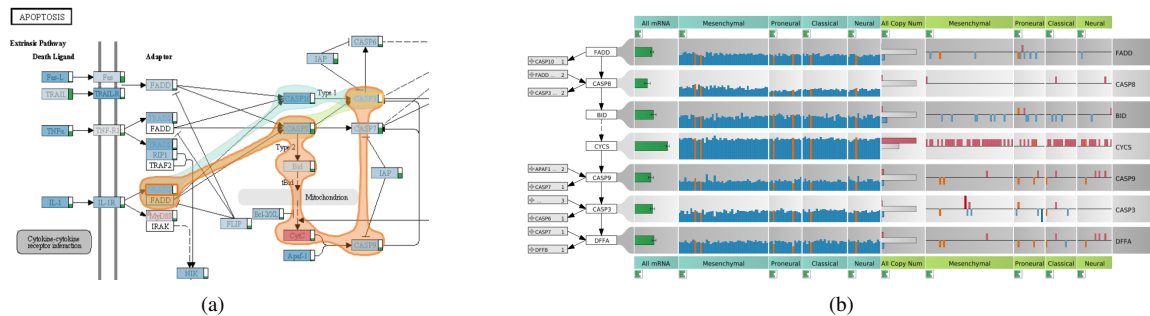 APOPTOSIS
Extrinsic Pathway
Death Ligand
Adaptor
Fas-L
Fas
TRAIL
TRAIL-R
TNFα
TNF-R1
IL-1
IL-1R
FADD
FADD
RIP1
TRAF2
FADD
MyD88
IRAK
NIK
FLIP
Cytokine-cytokine
receptor interaction
IAP
CASP6
Type 1
CASP10
CASP3
CASP8
CASP7
Type 2
Bid
tBid
Mitochondrion
Bcl-2/XL
CytC
Apaf-1
CASP9
IAP
(a)
All mRNA Mesenchymal Proneural Classical Neural All Copy Num Mesenchymal Proneural Classical Neural
FADD FADD
CASP10 1
FADD ... 2 CASP8 CASP8
CASP3 ... 2
BID BID
CYCS CYCS
APAF1 ... 2 CASP9 CASP9
CASP7 1
... 3 CASP3 CASP3
CASP6 1
CASP7 1 DFFA DFFA
DFFB 1
All mRNA Mesenchymal Proneural Classical Neural All Copy Num Mesenchymal Proneural Classical Neural
(b)